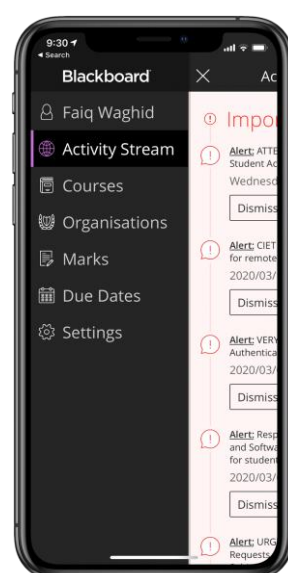 9:30
Search
Blackboard
Faiq Waghid
Activity Stream
Courses
Organisations
Marks
Due Dates
Settings
Ac
Impor
Alert: ATTE
Student Ac
Wednesd
Dismiss
Alert: CIET
for remote
2020/03/
Dismiss
Alert: VERY
Authentica
2020/03/
Dismiss
Alert: Resp
and Softwa
for student
2020/03/
Dismiss
Alert: URG
Requests